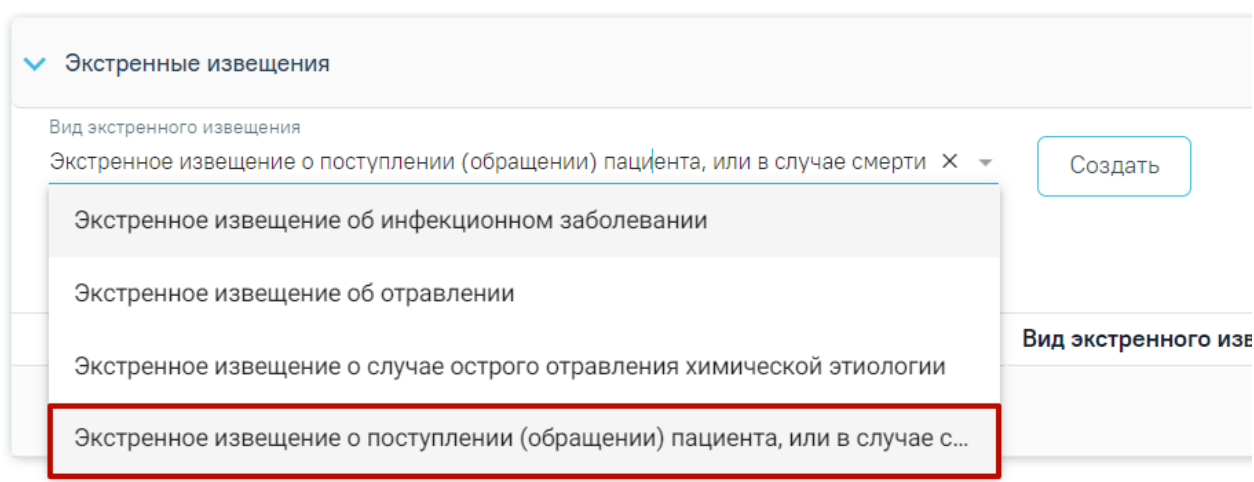 Экстренные извещения
Вид экстренного извещения
Экстренное извещение о поступлении (обращении) пациента, или в случае смерти
Создать
Экстренное извещение об инфекционном заболевании
Экстренное извещение об отравлении
Вид экстренного изв
Экстренное извещение о случае острого отравления химической этиологии
Экстренное извещение о поступлении (обращении) пациента, или в случае с...